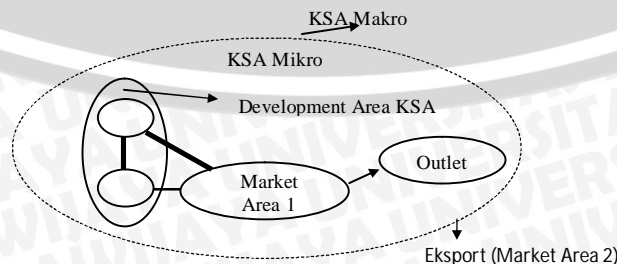 KSA Makro
KSA Mikro
Development Area KSA
Outlet
Market
Area 1
Eksport (Market Area 2)